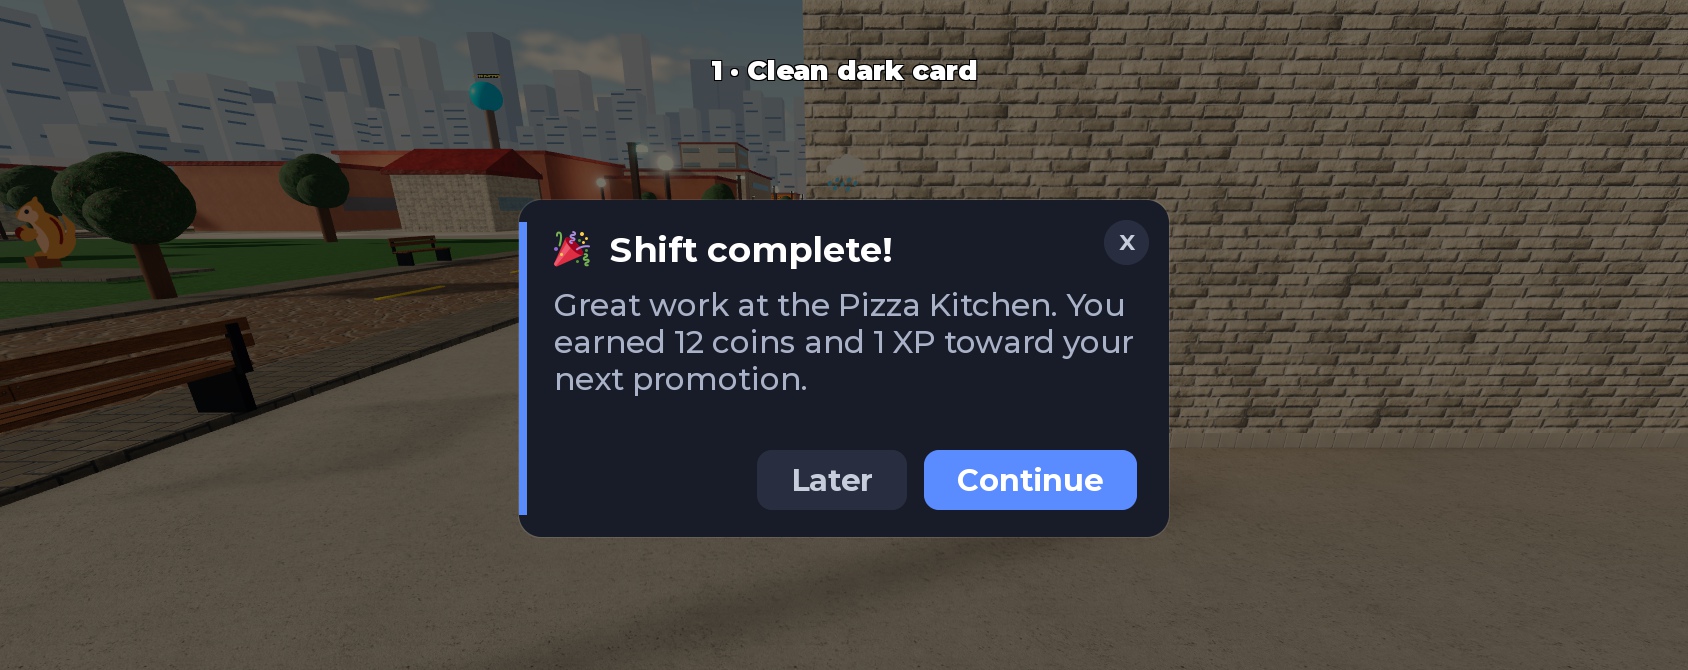 1 • Clean dark card
Shift complete!
X
Great work at the Pizza Kitchen. You
earned 12 coins and 1 XP toward your
next promotion.
Later
Continue